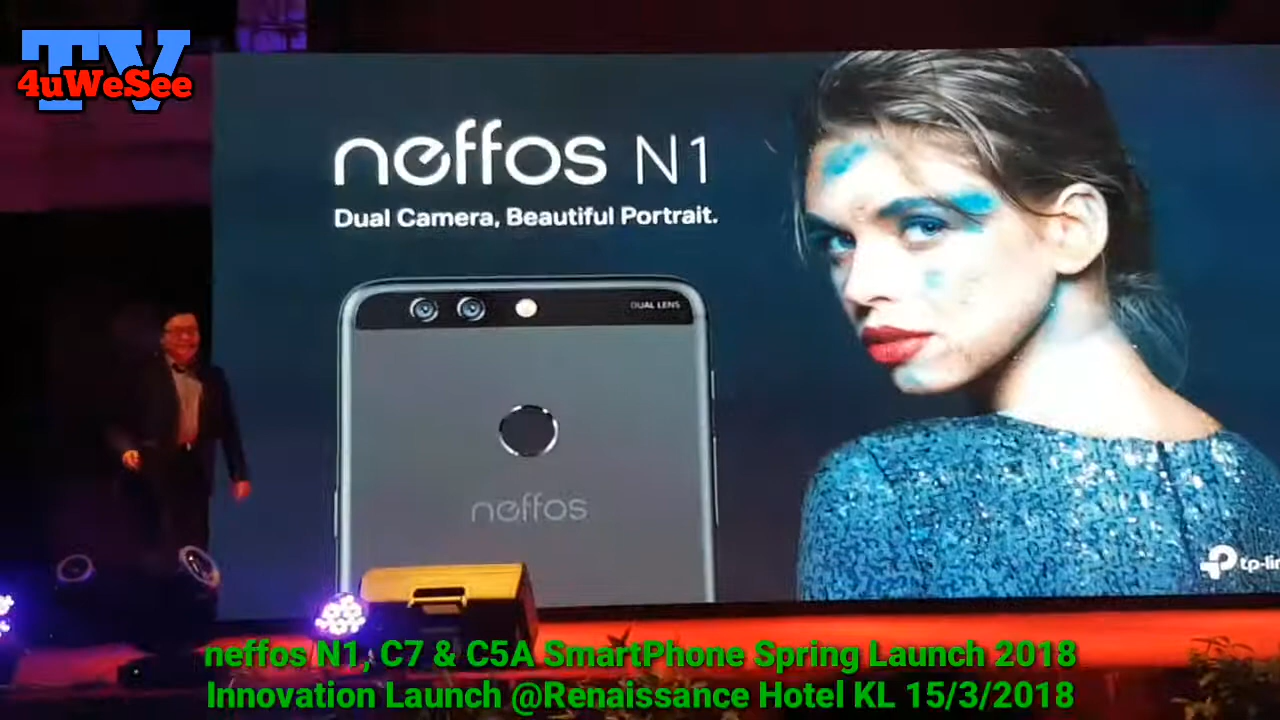 TV
4uWeSee
neffos N1
Dual Camera, Beautiful Portrait.
DUAL LENS
neffos
tp-lin
neffos N1, C7 & C5A SmartPhone Spring Launch 2018
Innovation Launch @Renaissance Hotel KL 15/3/2018